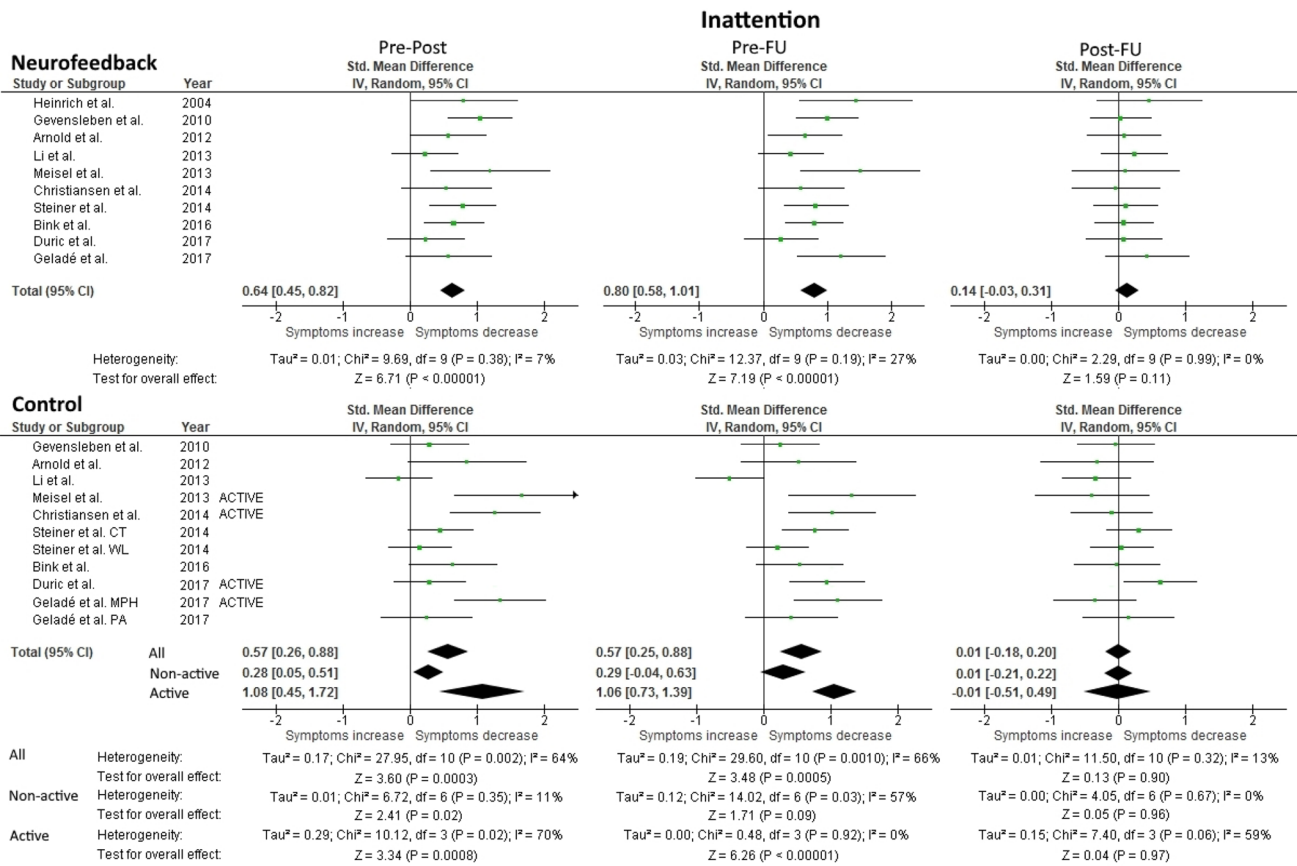 Inattention
Pre-Post Pre-FU Post-FU
Neurofeedback Std. Mean Difference Std. Mean Difference Std. Mean Difference
Study or Subgroup Year IV, Random, 95% CI IV, Random, 95% CI IV, Random, 95% CI
Heinrich et al. 2004
Gevensleben et al. 2010
Arnold et al. 2012
Li et al. 2013
Meisel et al. 2013
Christiansen et al. 2014
Steiner et al. 2014
Bink et al. 2016
Duric et al. 2017
Geladé et al. 2017
Total (95% CI) 0.64 [0.45, 0.82] 0.80 [0.58, 1.01] 0.14 [-0.03, 0.31]
-2 -1 0 1 2 -2 -1 0 1 2 -2 -1 0 1 2
Symptoms increase Symptoms decrease Symptoms increase Symptoms decrease Symptoms increase Symptoms decrease
Heterogeneity: Tau² = 0.01; Chi² = 9.69, df = 9 (P = 0.38); I² = 7% Tau² = 0.03; Chi² = 12.37, df = 9 (P = 0.19); I² = 27% Tau² = 0.00; Chi² = 2.29, df = 9 (P = 0.99); I² = 0%
Test for overall effect: Z = 6.71 (P < 0.00001) Z = 7.19 (P < 0.00001) Z = 1.59 (P = 0.11)
Control Std. Mean Difference Std. Mean Difference Std. Mean Difference
Study or Subgroup Year IV, Random, 95% CI IV, Random, 95% CI IV, Random, 95% CI
Gevensleben et al. 2010
Arnold et al. 2012
Li et al. 2013
Meisel et al. 2013 ACTIVE
Christiansen et al. 2014 ACTIVE
Steiner et al. CT 2014
Steiner et al. WL 2014
Bink et al. 2016
Duric et al. 2017 ACTIVE
Geladé et al. MPH 2017 ACTIVE
Geladé et al. PA 2017
Total (95% CI) All 0.57 [0.26, 0.88] 0.57 [0.25, 0.88] 0.01 [-0.18, 0.20]
Non-active 0.28 [0.05, 0.51] 0.29 [-0.04, 0.63] 0.01 [-0.21, 0.22]
Active 1.08 [0.45, 1.72] 1.06 [0.73, 1.39] -0.01 [-0.51, 0.49]
-2 -1 0 1 2 -2 -1 0 1 2 -2 -1 0 1 2
Symptoms increase Symptoms decrease Symptoms increase Symptoms decrease Symptoms increase Symptoms decrease
All Heterogeneity: Tau² = 0.17; Chi² = 27.95, df = 10 (P = 0.002); I² = 64% Tau² = 0.19; Chi² = 29.60, df = 10 (P = 0.0010); I² = 66% Tau² = 0.01; Chi² = 11.50, df = 10 (P = 0.32); I² = 13%
Test for overall effect: Z = 3.60 (P = 0.0003) Z = 3.48 (P = 0.0005) Z = 0.13 (P = 0.90)
Non-active Heterogeneity: Tau² = 0.01; Chi² = 6.72, df = 6 (P = 0.35); I² = 11% Tau² = 0.12; Chi² = 14.02, df = 6 (P = 0.03); I² = 57% Tau² = 0.00; Chi² = 4.05, df = 6 (P = 0.67); I² = 0%
Test for overall effect: Z = 2.41 (P = 0.02) Z = 1.71 (P = 0.09) Z = 0.05 (P = 0.96)
Active Heterogeneity: Tau² = 0.29; Chi² = 10.12, df = 3 (P = 0.02); I² = 70% Tau² = 0.00; Chi² = 0.48, df = 3 (P = 0.92); I² = 0% Tau² = 0.15; Chi² = 7.40, df = 3 (P = 0.06); I² = 59%
Test for overall effect: Z = 3.34 (P = 0.0008) Z = 6.26 (P < 0.00001) Z = 0.04 (P = 0.97)